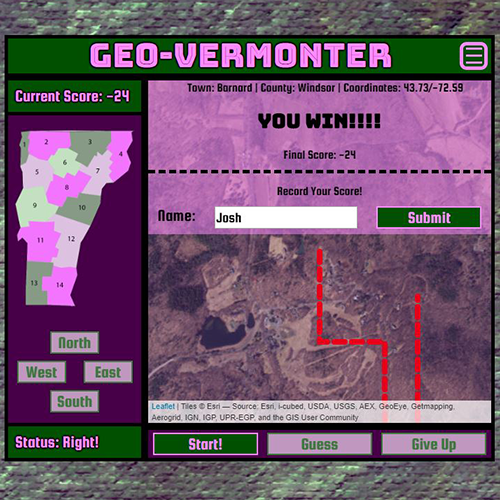 GEO-VERMONTER
Current Score: -24
Town: Barnard | County: Windsor | Coordinates: 43.73/-72.59
YOU WIN!!!!
Final Score: -24
Record Your Score!
Name: Josh Submit
1 2 3 4
5 6 7
8
9 10
11 12
13 14
North
West East
South
Leaflet | Tiles © Esri — Source: Esri, i-cubed, USDA, USGS, AEX, GeoEye, Getmapping,
Aerogrid, IGN, IGP, UPR-EGP, and the GIS User Community
Status: Right!
Start! Guess Give Up